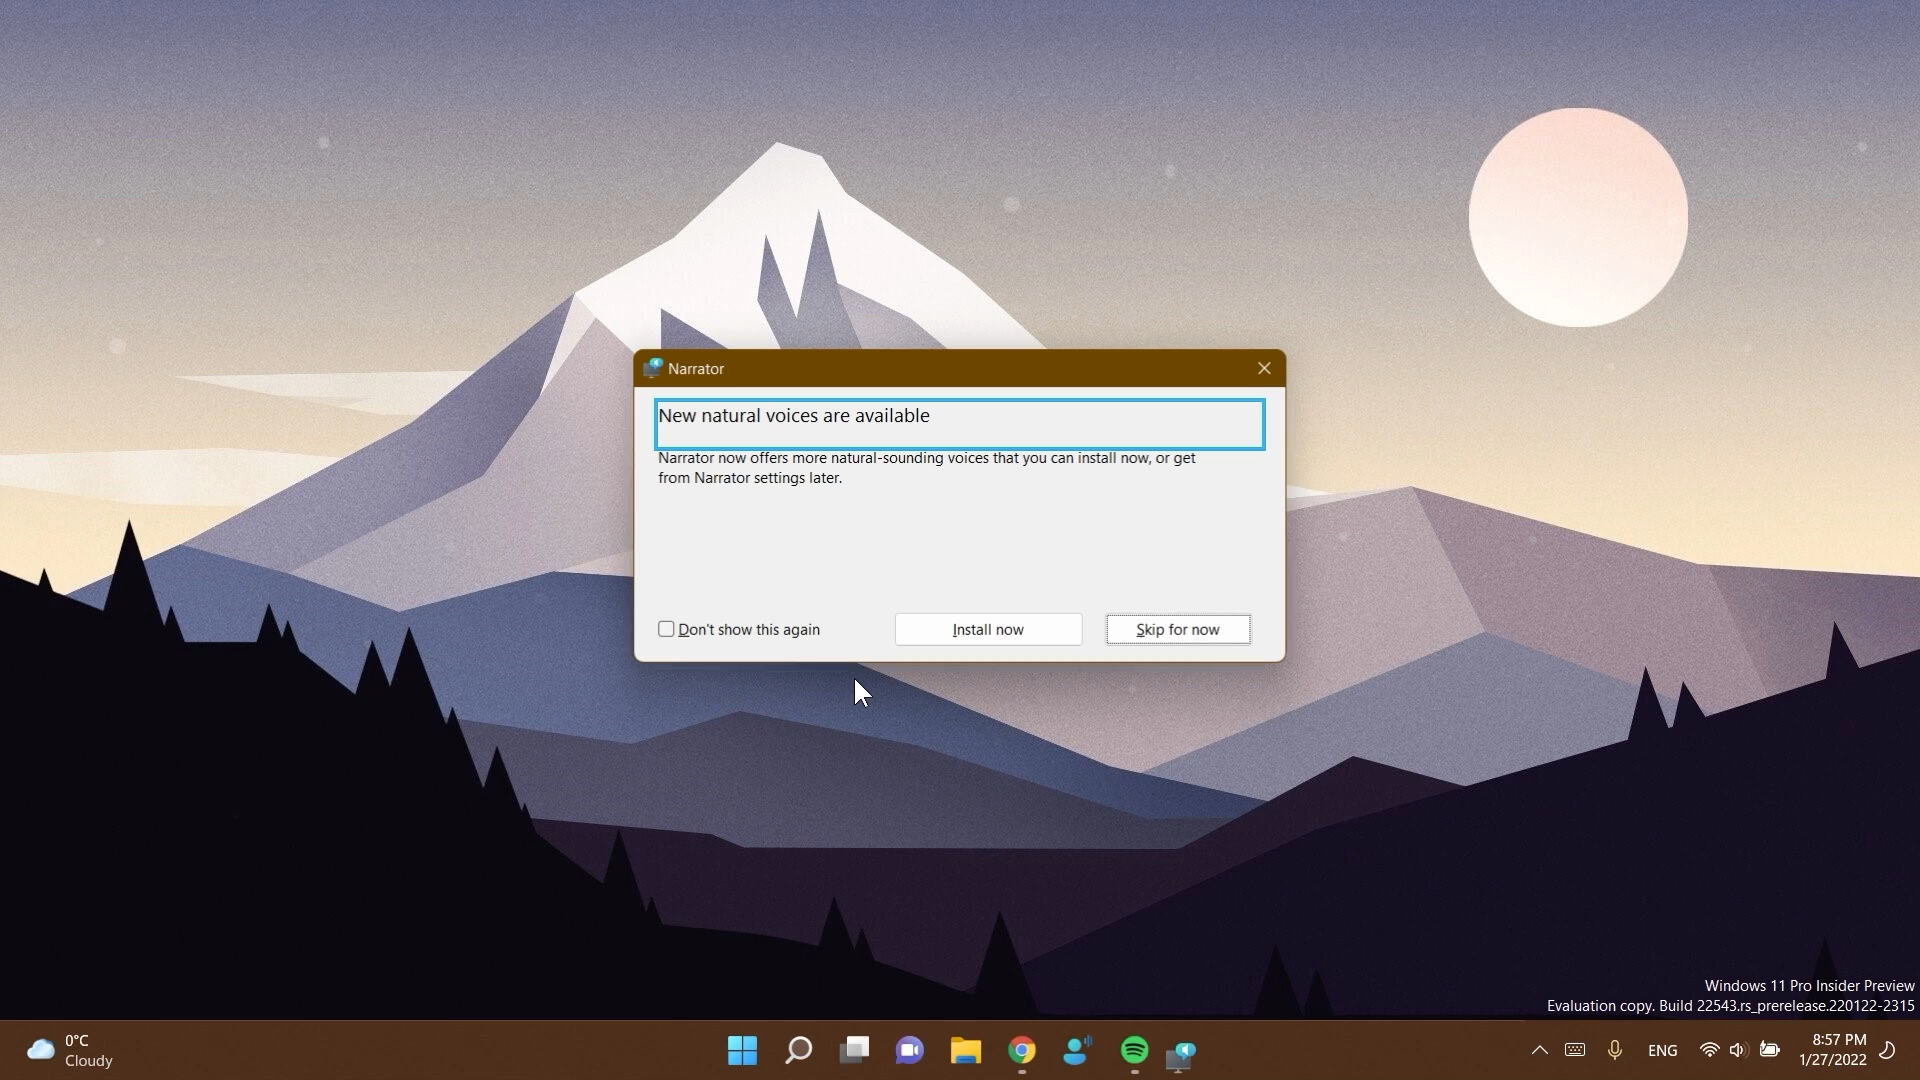 Narrator
New natural voices are available
Narrator now offers more natural-sounding voices that you can install now, or get
from Narrator settings later.
Don't show this again
Install now
Skip for now
Windows 11 Pro Insider Preview
Evaluation copy. Build 22543.rs_prerelease.220122-2315
0°C
Cloudy
ENG
8:57 PM
1/27/2022